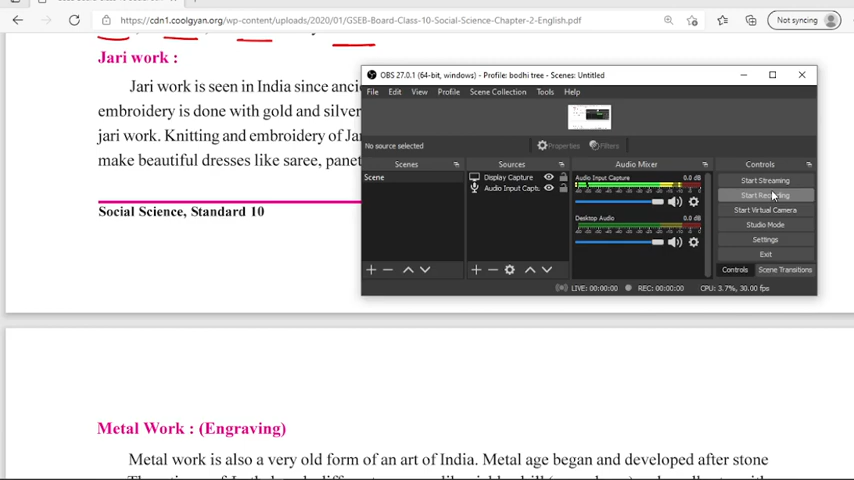 https://cdn1.coolgyan.org/wp-content/uploads/2020/01/GSEB-Board-Class-10-Social-Science-Chapter-2-English.pdf
Not syncing
Jari work :
Jari work is seen in India since
embroidery is done with gold and silver
jari work. Knitting and embroidery of
make beautiful dresses like saree,
Social Science, Standard 10
OBS 27.0.1 (64-bit, windows) - Profile: bodhi tree - Scenes: Untitled
File Edit View Profile Scene Collection Tools Help
No source selected
Properties Filters
Scenes Sources Audio Mixer Controls
Scene
Display Capture
Audio Input Capt
Audio Input Capture 0.0 dB
Desktop Audio 0.0 dB
Start Streaming
Start Recording
Start Virtual Camera
Studio Mode
Settings
Exit
Controls Scene Transitions
LIVE: 00:00:00 REC: 00:00:00 CPU: 3.7%, 30.00 fps
Metal Work : (Engraving)
Metal work is also a very old form of an art of India. Metal age began and developed after stone